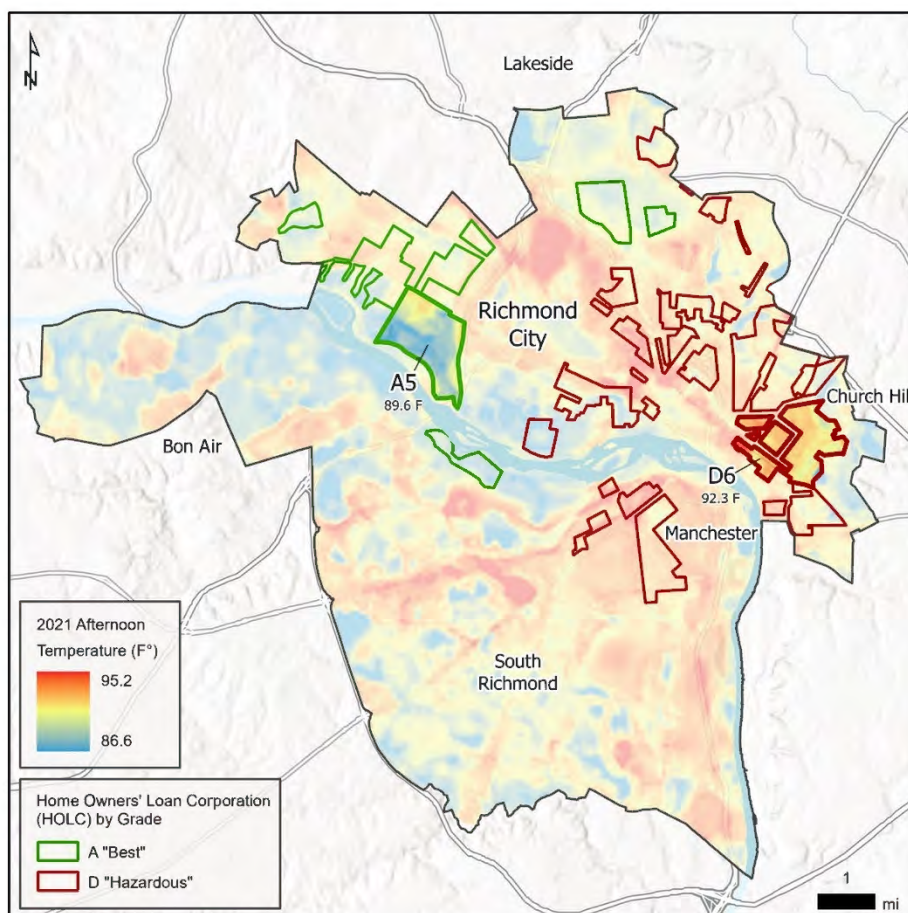 N
Lakeside
Richmond
City
A5
89.6 F
Church Hil
Bon Air
D6
92.3 F
Manchester
South
Richmond
2021 Afternoon
Temperature (F°)
95.2
86.6
Home Owners' Loan Corporation
(HOLC) by Grade
A "Best"
D "Hazardous"
1
mi